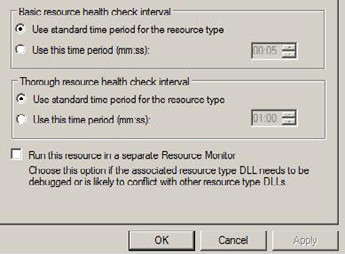 Basic resource health check interval
Use standard time period for the resource type
Use this time period (mm:ss):
00:05
Thorough resource health check interval
Use standard time period for the resource type
Use this time period (mm:ss):
01:00
Run this resource in a separate Resource Monitor
Choose this option if the associated resource type DLL needs to be
debugged or is likely to conflict with other resource type DLLs.
OK
Cancel
Apply